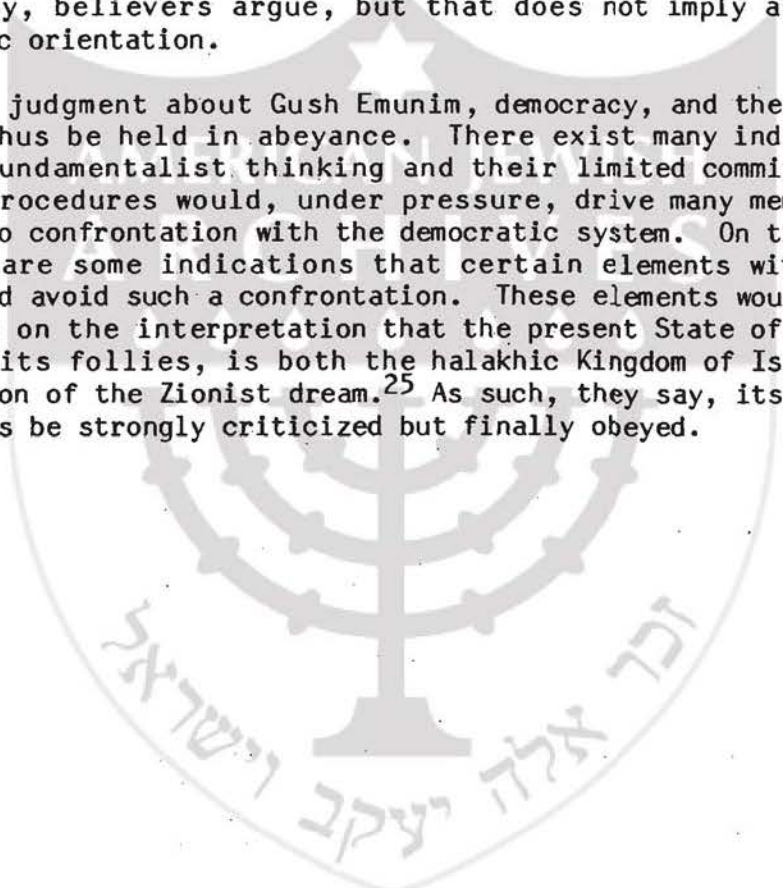 y, believers argue, but that does not imply a
c orientation.
judgment about Gush Emunim, democracy, and the
hus be held in abeyance. There exist many ind
undamentalist thinking and their limited commi
rocedures would, under pressure, drive many me
o confrontation with the democratic system. On t
are some indications that certain elements wi
d avoid such a confrontation. These elements wou
on the interpretation that the present State of
its follies, is both the halakhic Kingdom of Is
on of the Zionist dream.25 As such, they say, its
s be strongly criticized but finally obeyed.
AMERICAN JEWISH
ARCHIVES
זכר אלה יעקב וישראל